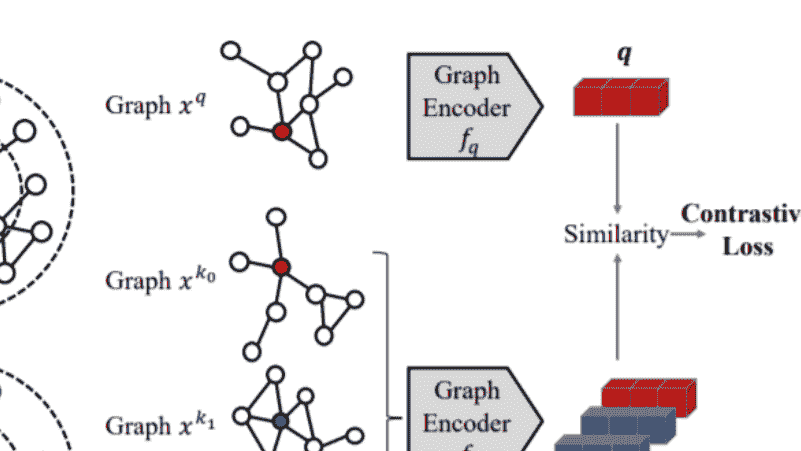 q
Graph x^q
Graph
Encoder
f_q
Similarity
Contrastiv
Loss
Graph x^{k_0}
Graph x^{k_1}
Graph
Encoder